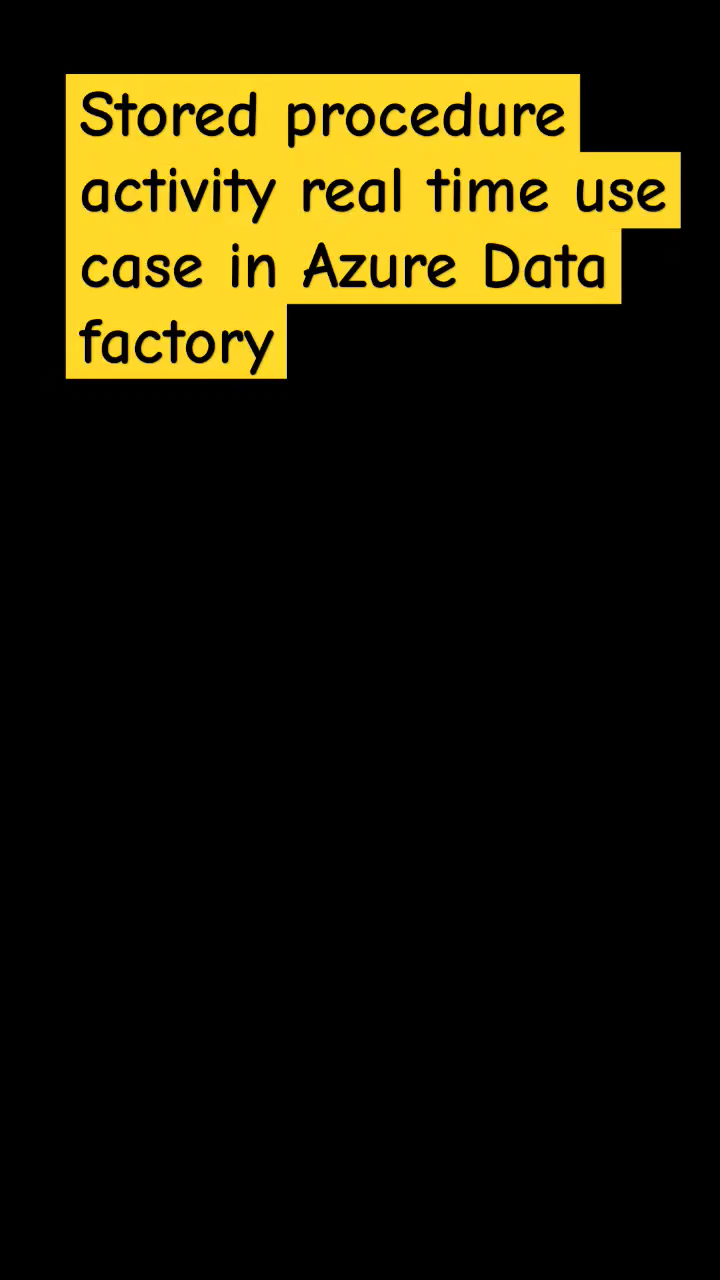 Stored procedure
activity real time use
case in Azure Data
factory